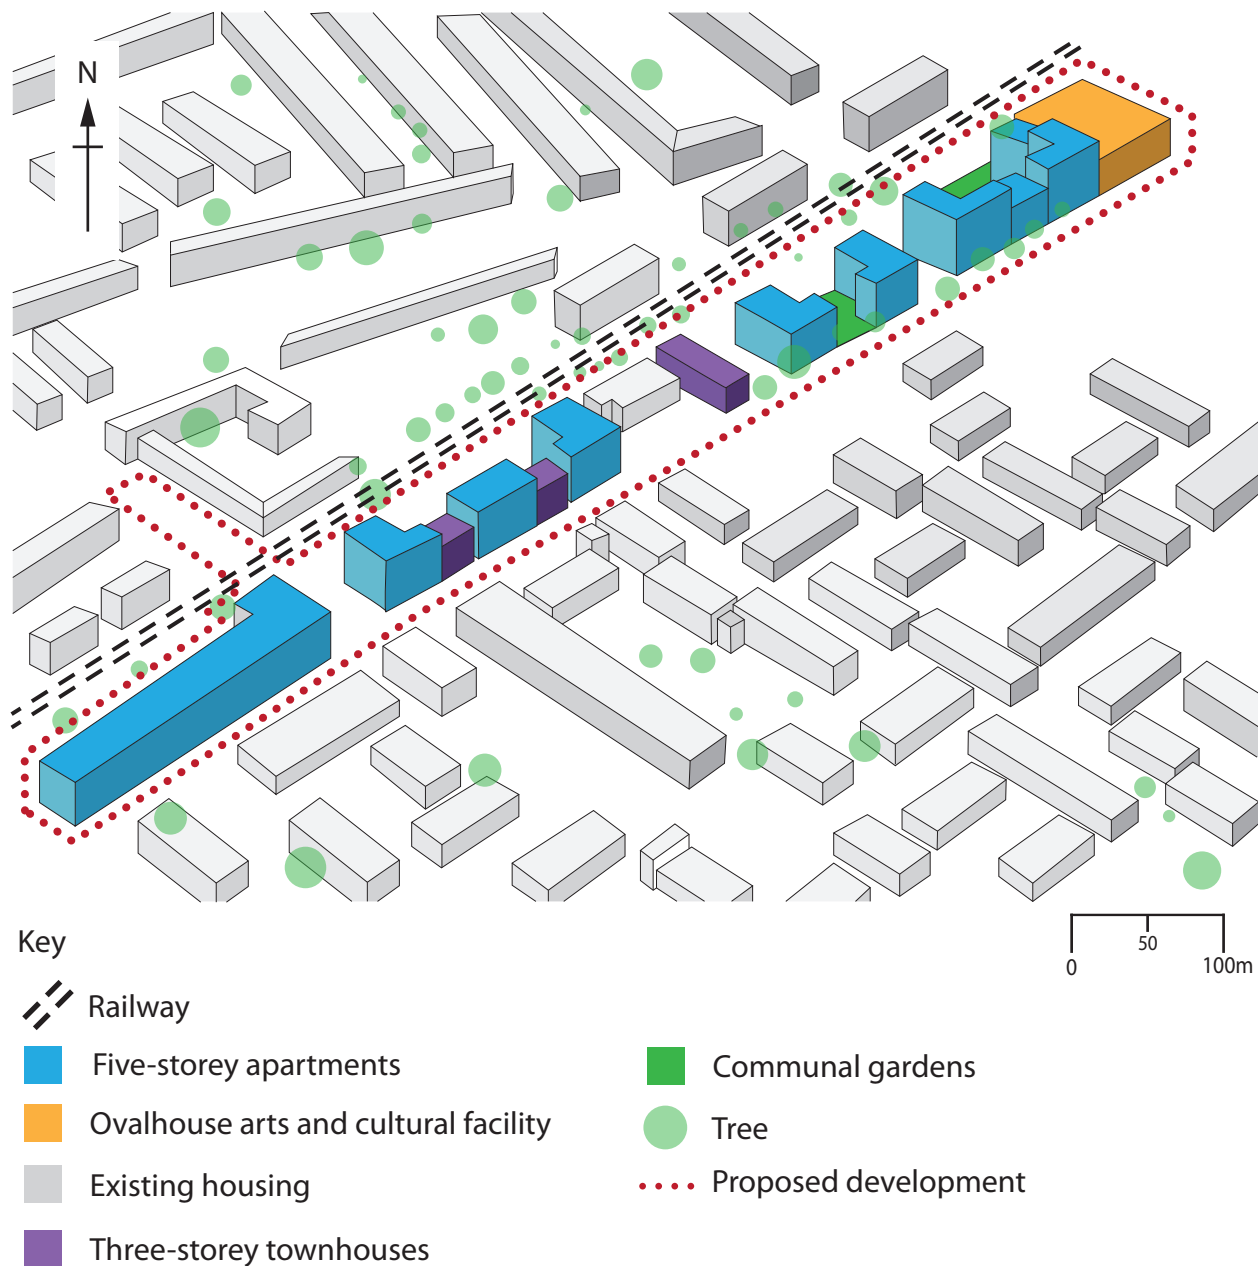 N
0
50
100m
Key
Railway
Five-storey apartments
Ovalhouse arts and cultural facility
Existing housing
Three-storey townhouses
Communal gardens
Tree
Proposed development